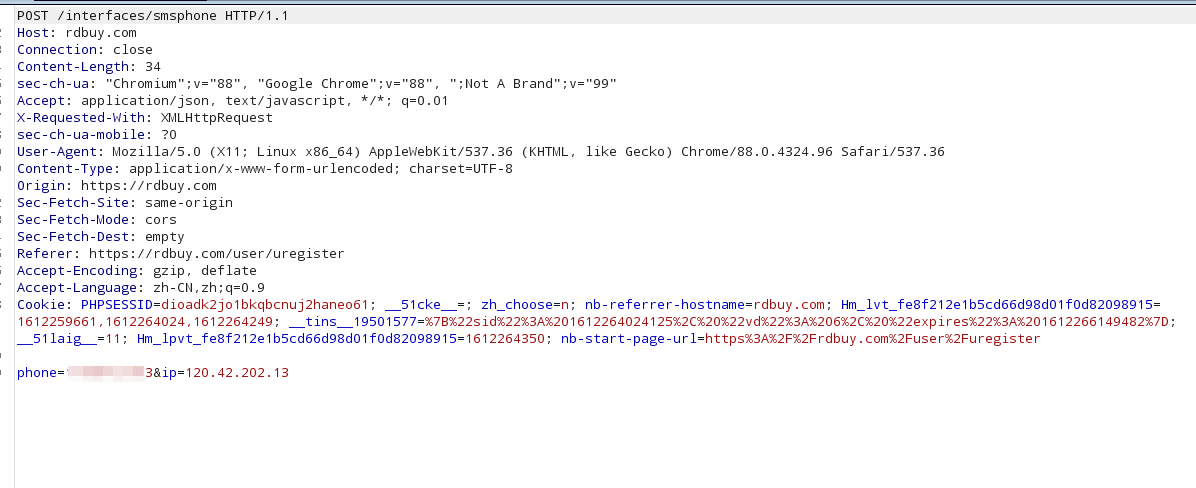 POST /interfaces/smsphone HTTP/1.1
Host: rdbuy.com
Connection: close
Content-Length: 34
sec-ch-ua: "Chromium";v="88", "Google Chrome";v="88", ";Not A Brand";v="99"
Accept: application/json, text/javascript, */*; q=0.01
X-Requested-With: XMLHttpRequest
sec-ch-ua-mobile: ?0
User-Agent: Mozilla/5.0 (X11; Linux x86_64) AppleWebKit/537.36 (KHTML, like Gecko) Chrome/88.0.4324.96 Safari/537.36
Content-Type: application/x-www-form-urlencoded; charset=UTF-8
Origin: https://rdbuy.com
Sec-Fetch-Site: same-origin
Sec-Fetch-Mode: cors
Sec-Fetch-Dest: empty
Referer: https://rdbuy.com/user/uregister
Accept-Encoding: gzip, deflate
Accept-Language: zh-CN,zh;q=0.9
Cookie: PHPSESSID=dioadk2jo1bkqbcnuj2haneo61; __51cke__=; zh_choose=n; nb-referrer-hostname=rdbuy.com; Hm_lvt_fe8f212e1b5cd66d98d01f0d82098915=
1612259661,1612264024,1612264249; __tins__19501577=%7B%22sid%22%3A%201612264024125%2C%20%22vd%22%3A%206%2C%20%22expires%22%3A%201612266149482%7D;
__51laig__=11; Hm_lpvt_fe8f212e1b5cd66d98d01f0d82098915=1612264350; nb-start-page-url=https%3A%2F%2Frdbuy.com%2Fuser%2Furegister
phone= 3&ip=120.42.202.13